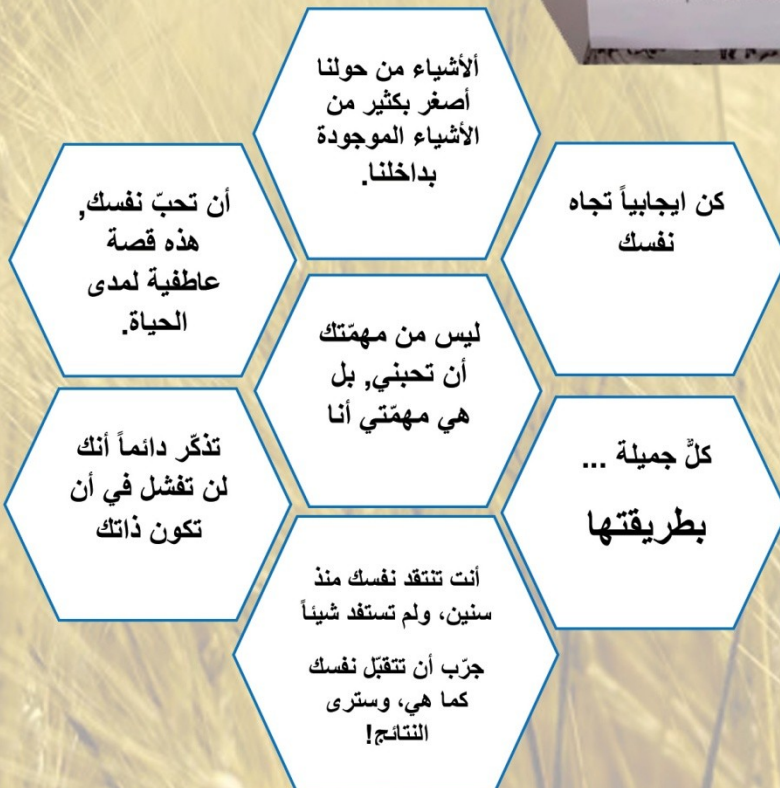 ألأشياء من حولنا
أصغر بكثير من
الأشياء الموجودة
بداخلنا.
كن ايجابياً تجاه
نفسك
أن تحبّ نفسك,
هذه قصة
عاطفية لمدى
الحياة.
ليس من مهمّتك
أن تحبني, بل
هي مهمّتي أنا
كلٌ جميلة ...
بطريقتها
تذكّر دائماً أنك
لن تفشل في أن
تكون ذاتك
أنت تنتقد نفسك منذ
سنين، ولم تستفد شيئاً
جرّب أن تتقبّل نفسك
كما هي، وسترى
النتائج!